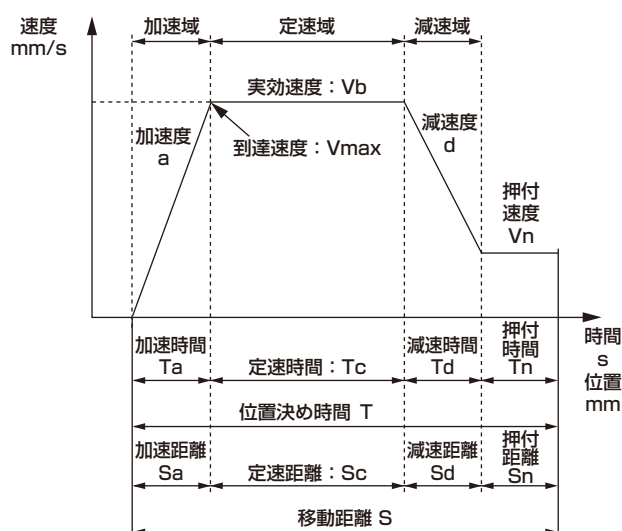 速度
mm/s
加速域
定速域
減速域
実効速度：Vb
加速度
a
到達速度：Vmax
減速度
d
押付
速度
Vn
加速時間
Ta
定速時間：Tc
減速時間
Td
押付
時間
Tn
時間
s
位置
mm
位置決め時間 T
加速距離
Sa
定速距離：Sc
減速距離
Sd
押付
距離
Sn
移動距離 S